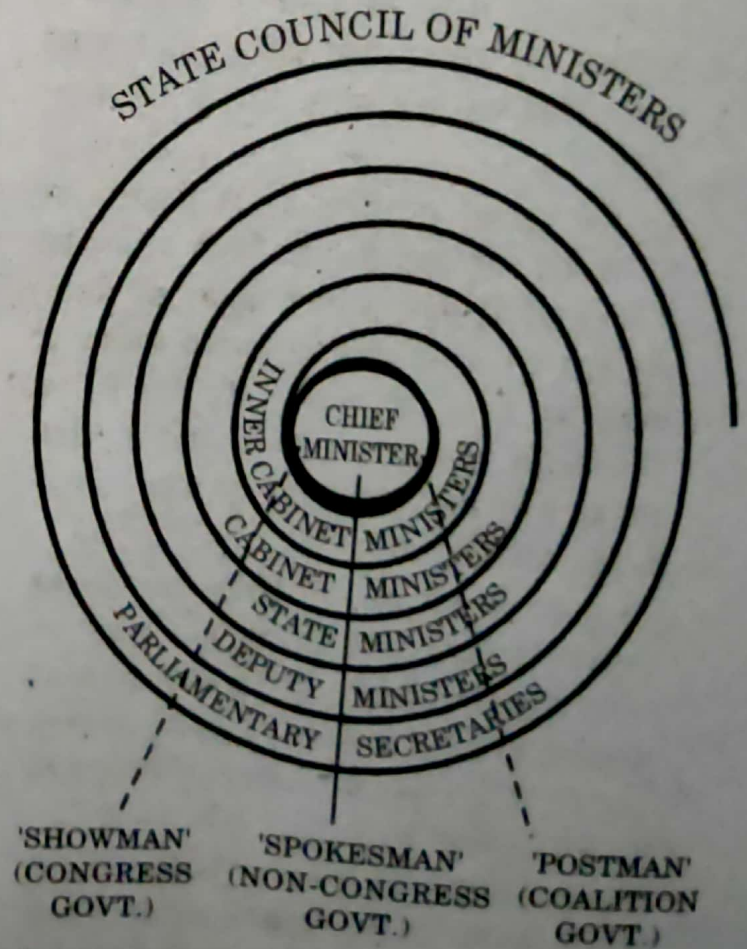 STATE COUNCIL OF MINISTERS
CHIEF
MINISTER
INNER CABINET MINISTERS
CABINET MINISTERS
STATE MINISTERS
DEPUTY MINISTERS
PARLIAMENTARY SECRETARIES
'SHOWMAN'
(CONGRESS
GOVT.)
'SPOKESMAN'
(NON-CONGRESS
GOVT.)
'POSTMAN'
(COALITION
GOVT.)